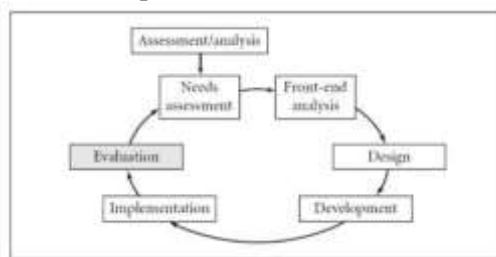 Assessment/analysis
Needs
assessment
Front-end
analysis
Evaluation
Design
Implementation
Development